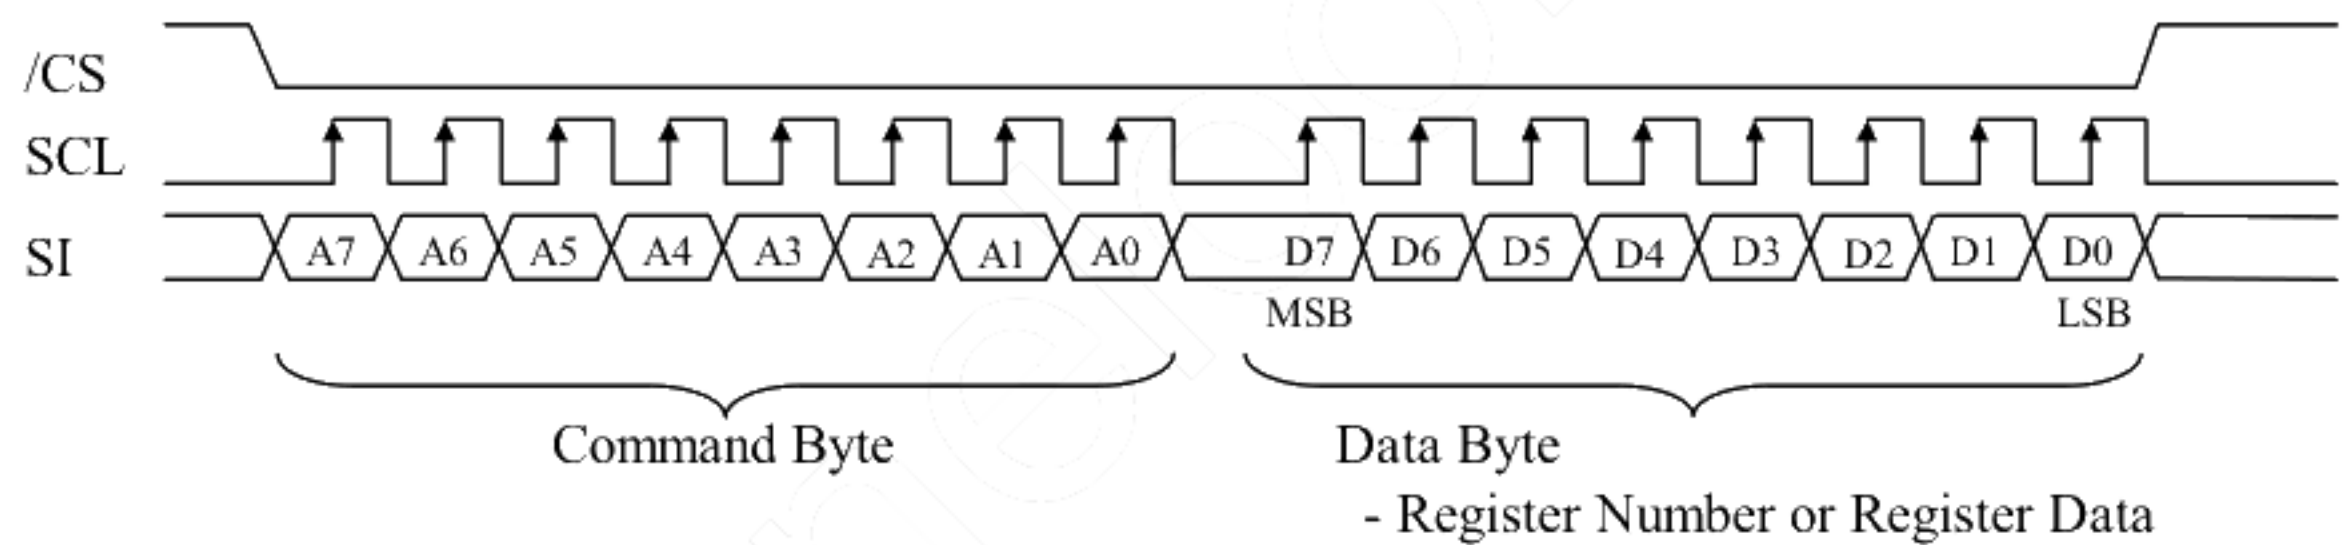 /CS
SCL
SI
A7 A6 A5 A4 A3 A2 A1 A0 D7 D6 D5 D4 D3 D2 D1 D0
MSB LSB
Command Byte
Data Byte
- Register Number or Register Data